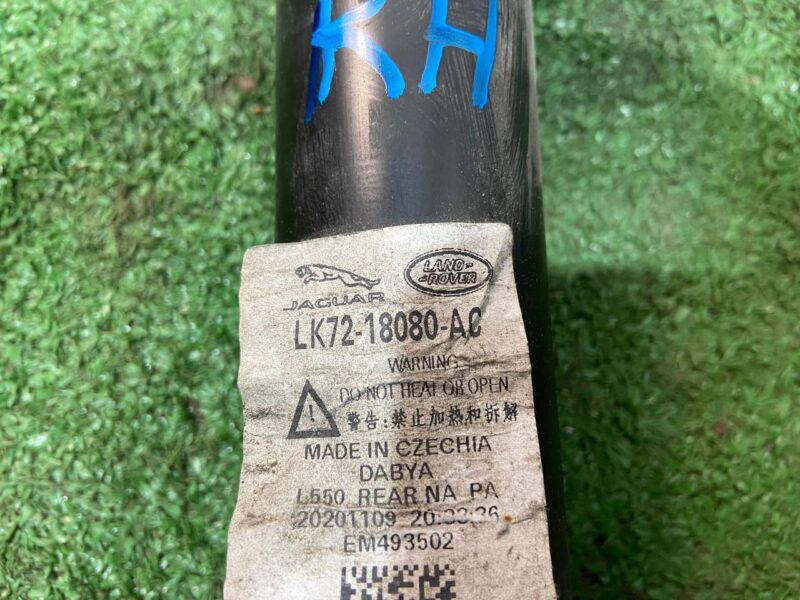 RH
JAGUAR
LAND-
-ROVER
LK72-18080-AC
WARNING
DO NOT HEAT OR OPEN
警告:禁止加热和拆解
MADE IN CZECHIA
DABYA
L550 REAR NA PA
20201109 20:33:36
EM493502